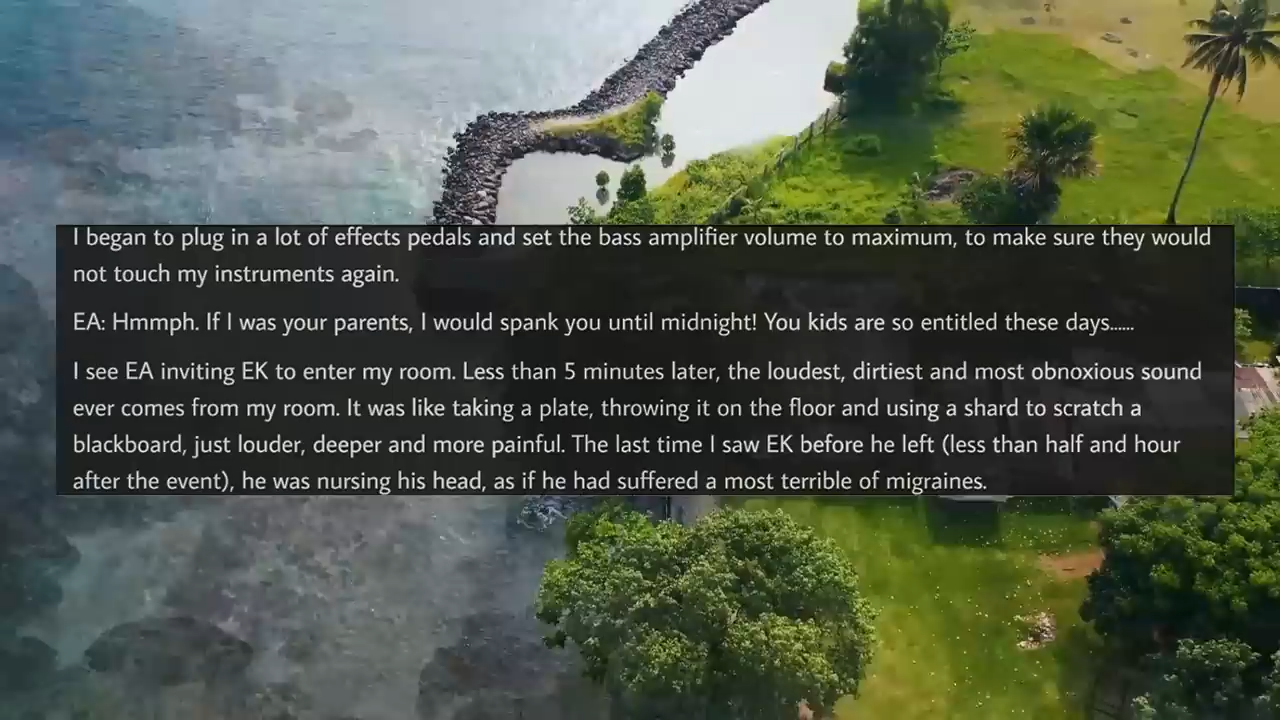 I began to plug in a lot of effects pedals and set the bass amplifier volume to maximum, to make sure they would
not touch my instruments again.
EA: Hmmph. If I was your parents, I would spank you until midnight! You kids are so entitled these days......
I see EA inviting EK to enter my room. Less than 5 minutes later, the loudest, dirtiest and most obnoxious sound
ever comes from my room. It was like taking a plate, throwing it on the floor and using a shard to scratch a
blackboard, just louder, deeper and more painful. The last time I saw EK before he left (less than half and hour
after the event), he was nursing his head, as if he had suffered a most terrible of migraines.